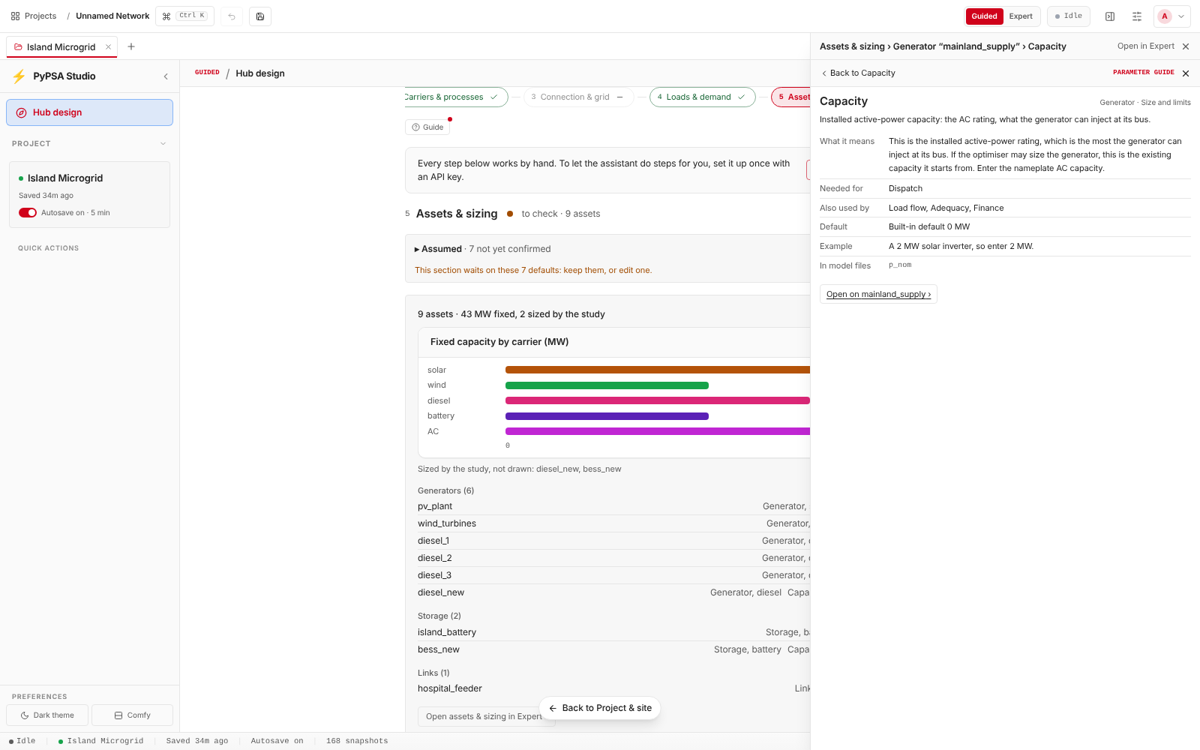 Projects / Unnamed Network ⌘ Ctrl K Guided Expert Idle A
Island Microgrid × +
PyPSA Studio
Hub design
PROJECT
Island Microgrid
Saved 34m ago
Autosave on · 5 min
QUICK ACTIONS
PREFERENCES
Dark theme Comfy
GUIDED / Hub design
Carriers & processes ✓ 3 Connection & grid – 4 Loads & demand ✓ 5 Asset
Guide
Every step below works by hand. To let the assistant do steps for you, set it up once with
an API key.
5 Assets & sizing to check · 9 assets
▸ Assumed · 7 not yet confirmed
This section waits on these 7 defaults: keep them, or edit one.
9 assets · 43 MW fixed, 2 sized by the study
Fixed capacity by carrier (MW)
solar
wind
diesel
battery
AC
0
Sized by the study, not drawn: diesel_new, bess_new
Generators (6)
pv_plant Generator,
wind_turbines Generator,
diesel_1 Generator,
diesel_2 Generator,
diesel_3 Generator,
diesel_new Generator, diesel Capa
Storage (2)
island_battery Storage, b
bess_new Storage, battery Capa
Links (1)
hospital_feeder Link
Open assets & sizing in Expert
← Back to Project & site
Assets & sizing › Generator “mainland_supply” › Capacity Open in Expert ×
‹ Back to Capacity PARAMETER GUIDE ×
Capacity Generator · Size and limits
Installed active-power capacity: the AC rating, what the generator can inject at its bus.
What it means This is the installed active-power rating, which is the most the generator can
inject at its bus. If the optimiser may size the generator, this is the existing
capacity it starts from. Enter the nameplate AC capacity.
Needed for Dispatch
Also used by Load flow, Adequacy, Finance
Default Built-in default 0 MW
Example A 2 MW solar inverter, so enter 2 MW.
In model files p_nom
Open on mainland_supply ›
Idle Island Microgrid Saved 34m ago Autosave on 168 snapshots